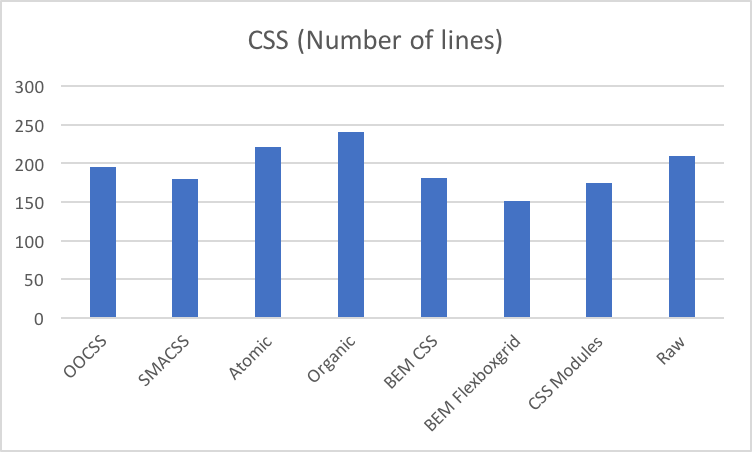 CSS (Number of lines)
300
250
200
150
100
50
0
OOCSS
SMACSS
Atomic
Organic
BEM CSS
BEM Flexboxgrid
CSS Modules
Raw